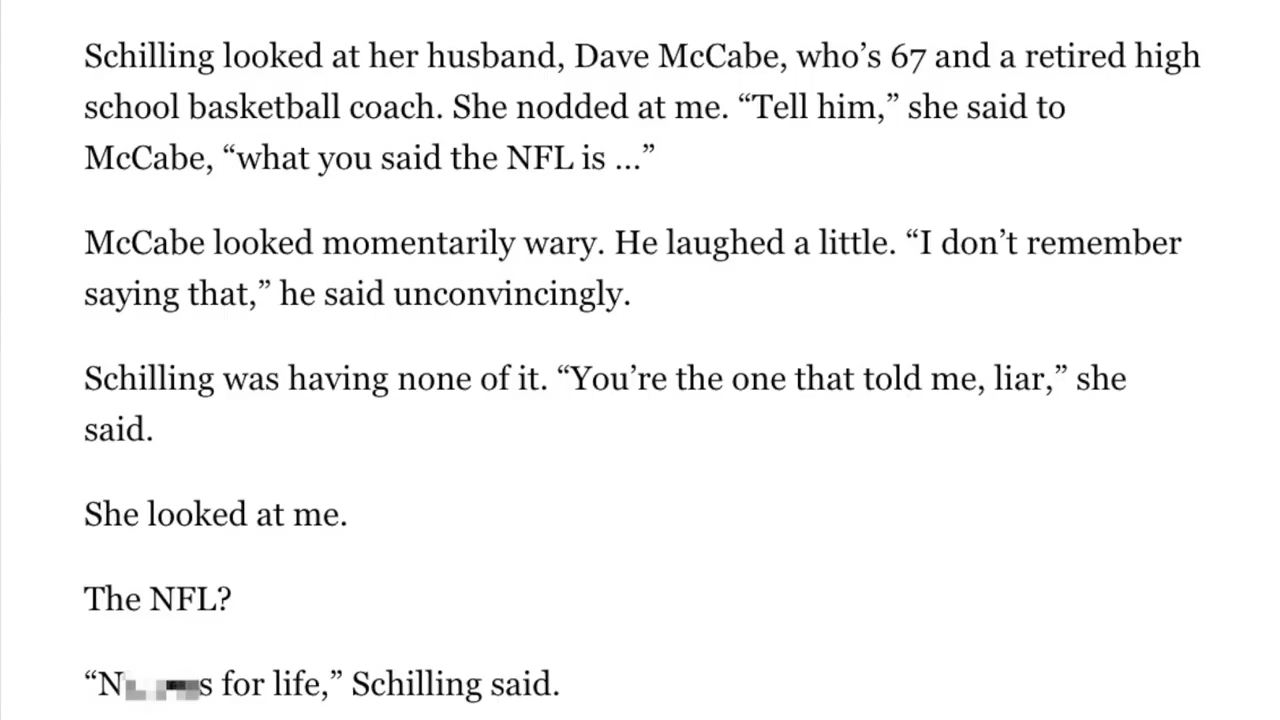 Schilling looked at her husband, Dave McCabe, who’s 67 and a retired high
school basketball coach. She nodded at me. “Tell him,” she said to
McCabe, “what you said the NFL is ...”
McCabe looked momentarily wary. He laughed a little. “I don’t remember
saying that,” he said unconvincingly.
Schilling was having none of it. “You’re the one that told me, liar,” she
said.
She looked at me.
The NFL?
for life,” Schilling said.